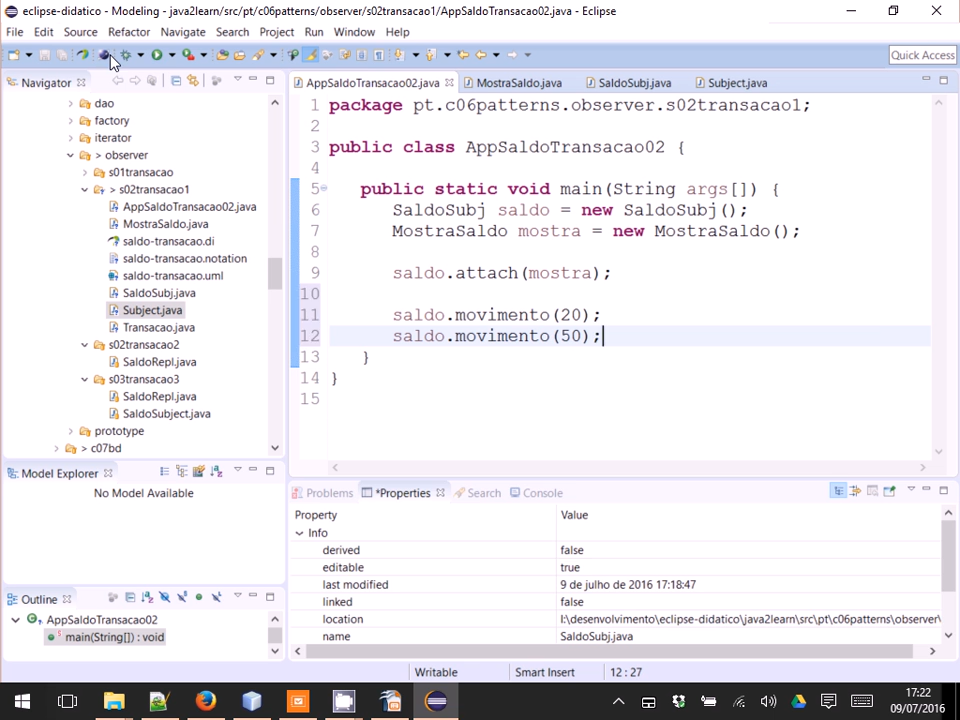 eclipse-didatico - Modeling - java2learn/src/pt/c06patterns/observer/s02transacao1/AppSaldoTransacao02.java - Eclipse
File Edit Source Refactor Navigate Search Project Run Window Help
Quick Access
Navigator
dao
factory
iterator
> observer
s01transacao
> s02transacao1
AppSaldoTransacao02.java
MostraSaldo.java
saldo-transacao.di
saldo-transacao.notation
saldo-transacao.uml
SaldoSubj.java
Subject.java
Transacao.java
s02transacao2
SaldoRepl.java
s03transacao3
SaldoRepl.java
SaldoSubject.java
prototype
> c07bd
Model Explorer
No Model Available
Outline
AppSaldoTransacao02
main(String[]) : void
AppSaldoTransacao02.java MostraSaldo.java SaldoSubj.java Subject.java
1 package pt.c06patterns.observer.s02transacao1;
2
3 public class AppSaldoTransacao02 {
4
5 public static void main(String args[]) {
6 SaldoSubj saldo = new SaldoSubj();
7 MostraSaldo mostra = new MostraSaldo();
8
9 saldo.attach(mostra);
10
11 saldo.movimento(20);
12 saldo.movimento(50);
13 }
14 }
15
Problems *Properties Search Console
Property Value
Info
derived false
editable true
last modified 9 de julho de 2016 17:18:47
linked false
location I:\desenvolvimento\eclipse-didatico\java2learn\src\pt\c06patterns\observer\
name SaldoSubj.java
Writable Smart Insert 12 : 27
17:22
09/07/2016